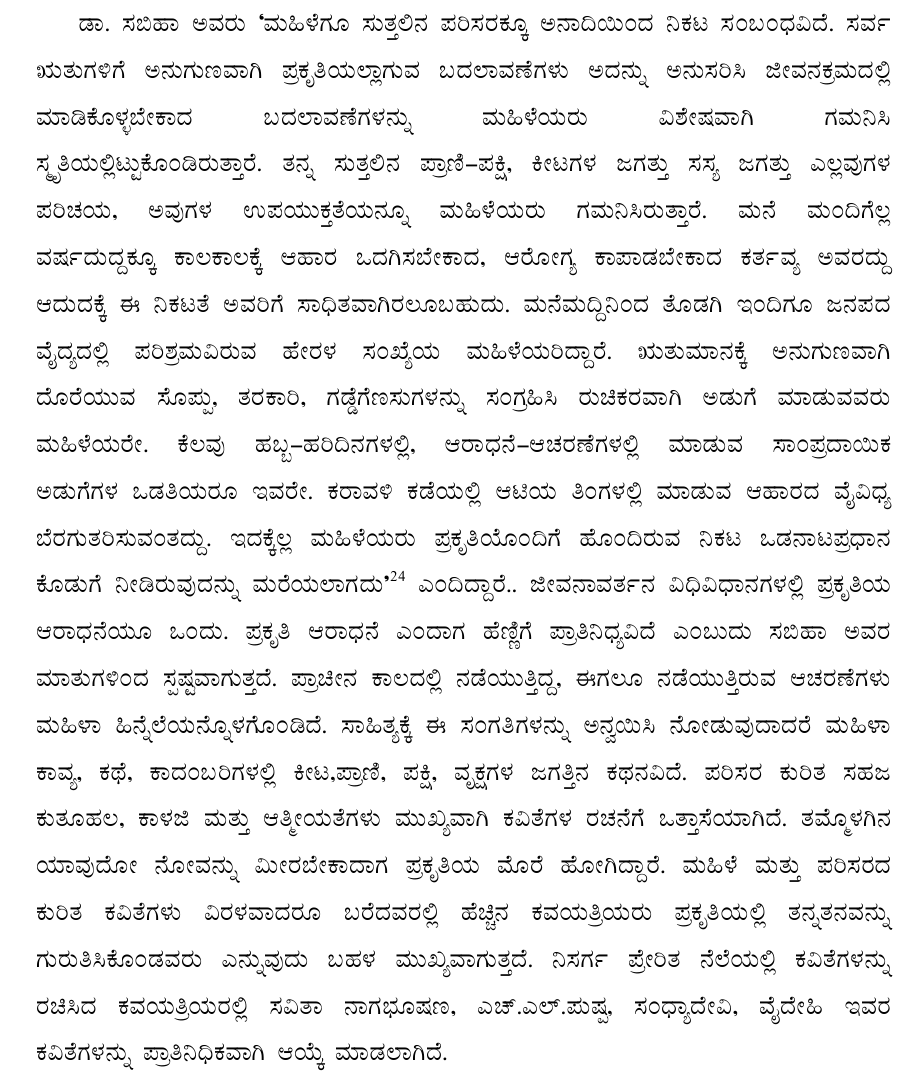 ಡಾ. ಸಬಿಹಾ ಅವರು ‘ಮಹಿಳೆಗೂ ಸುತ್ತಲಿನ ಪರಿಸರಕ್ಕೂ ಅನಾದಿಯಿಂದ ನಿಕಟ ಸಂಬಂಧವಿದೆ. ಸರ್ವ
ಋತುಗಳಿಗೆ ಅನುಗುಣವಾಗಿ ಪ್ರಕೃತಿಯಲ್ಲಾಗುವ ಬದಲಾವಣೆಗಳು ಅದನ್ನು ಅನುಸರಿಸಿ ಜೀವನಕ್ರಮದಲ್ಲಿ
ಮಾಡಿಕೊಳ್ಳಬೇಕಾದ ಬದಲಾವಣೆಗಳನ್ನು ಮಹಿಳೆಯರು ವಿಶೇಷವಾಗಿ ಗಮನಿಸಿ
ಸ್ಮೃತಿಯಲ್ಲಿಟ್ಟುಕೊಂಡಿರುತ್ತಾರೆ. ತನ್ನ ಸುತ್ತಲಿನ ಪ್ರಾಣಿ–ಪಕ್ಷಿ, ಕೀಟಗಳ ಜಗತ್ತು ಸಸ್ಯ ಜಗತ್ತು ಎಲ್ಲವುಗಳ
ಪರಿಚಯ, ಅವುಗಳ ಉಪಯುಕ್ತತೆಯನ್ನೂ ಮಹಿಳೆಯರು ಗಮನಿಸಿರುತ್ತಾರೆ. ಮನೆ ಮಂದಿಗೆಲ್ಲ
ವರ್ಷದುದ್ದಕ್ಕೂ ಕಾಲಕಾಲಕ್ಕೆ ಆಹಾರ ಒದಗಿಸಬೇಕಾದ, ಆರೋಗ್ಯ ಕಾಪಾಡಬೇಕಾದ ಕರ್ತವ್ಯ ಅವರದ್ದು
ಆದುದಕ್ಕೆ ಈ ನಿಕಟತೆ ಅವರಿಗೆ ಸಾಧಿತವಾಗಿರಲೂಬಹುದು. ಮನೆಮದ್ದಿನಿಂದ ತೊಡಗಿ ಇಂದಿಗೂ ಜನಪದ
ವೈದ್ಯದಲ್ಲಿ ಪರಿಶ್ರಮವಿರುವ ಹೇರಳ ಸಂಖ್ಯೆಯ ಮಹಿಳೆಯರಿದ್ದಾರೆ. ಋತುಮಾನಕ್ಕೆ ಅನುಗುಣವಾಗಿ
ದೊರೆಯುವ ಸೊಪ್ಪು, ತರಕಾರಿ, ಗಡ್ಡೆಗೆಣಸುಗಳನ್ನು ಸಂಗ್ರಹಿಸಿ ರುಚಿಕರವಾಗಿ ಅಡುಗೆ ಮಾಡುವವರು
ಮಹಿಳೆಯರೇ. ಕೆಲವು ಹಬ್ಬ–ಹರಿದಿನಗಳಲ್ಲಿ, ಆರಾಧನೆ–ಆಚರಣೆಗಳಲ್ಲಿ ಮಾಡುವ ಸಾಂಪ್ರದಾಯಿಕ
ಅಡುಗೆಗಳ ಒಡತಿಯರೂ ಇವರೇ. ಕರಾವಳಿ ಕಡೆಯಲ್ಲಿ ಆಟಿಯ ತಿಂಗಳಲ್ಲಿ ಮಾಡುವ ಆಹಾರದ ವೈವಿಧ್ಯ
ಬೆರಗುತರಿಸುವಂತದ್ದು. ಇದಕ್ಕೆಲ್ಲ ಮಹಿಳೆಯರು ಪ್ರಕೃತಿಯೊಂದಿಗೆ ಹೊಂದಿರುವ ನಿಕಟ ಒಡನಾಟಪ್ರಧಾನ
ಕೊಡುಗೆ ನೀಡಿರುವುದನ್ನು ಮರೆಯಲಾಗದು’24 ಎಂದಿದ್ದಾರೆ.. ಜೀವನಾವರ್ತನ ವಿಧಿವಿಧಾನಗಳಲ್ಲಿ ಪ್ರಕೃತಿಯ
ಆರಾಧನೆಯೂ ಒಂದು. ಪ್ರಕೃತಿ ಆರಾಧನೆ ಎಂದಾಗ ಹೆಣ್ಣಿಗೆ ಪ್ರಾತಿನಿಧ್ಯವಿದೆ ಎಂಬುದು ಸಬಿಹಾ ಅವರ
ಮಾತುಗಳಿಂದ ಸ್ಪಷ್ಟವಾಗುತ್ತದೆ. ಪ್ರಾಚೀನ ಕಾಲದಲ್ಲಿ ನಡೆಯುತ್ತಿದ್ದ, ಈಗಲೂ ನಡೆಯುತ್ತಿರುವ ಆಚರಣೆಗಳು
ಮಹಿಳಾ ಹಿನ್ನೆಲೆಯನ್ನೊಳಗೊಂಡಿದೆ. ಸಾಹಿತ್ಯಕ್ಕೆ ಈ ಸಂಗತಿಗಳನ್ನು ಅನ್ವಯಿಸಿ ನೋಡುವುದಾದರೆ ಮಹಿಳಾ
ಕಾವ್ಯ, ಕಥೆ, ಕಾದಂಬರಿಗಳಲ್ಲಿ ಕೀಟ,ಪ್ರಾಣಿ, ಪಕ್ಷಿ, ವೃಕ್ಷಗಳ ಜಗತ್ತಿನ ಕಥನವಿದೆ. ಪರಿಸರ ಕುರಿತ ಸಹಜ
ಕುತೂಹಲ, ಕಾಳಜಿ ಮತ್ತು ಆತ್ಮೀಯತೆಗಳು ಮುಖ್ಯವಾಗಿ ಕವಿತೆಗಳ ರಚನೆಗೆ ಒತ್ತಾಸೆಯಾಗಿದೆ. ತಮ್ಮೊಳಗಿನ
ಯಾವುದೋ ನೋವನ್ನು ಮೀರಬೇಕಾದಾಗ ಪ್ರಕೃತಿಯ ಮೊರೆ ಹೋಗಿದ್ದಾರೆ. ಮಹಿಳೆ ಮತ್ತು ಪರಿಸರದ
ಕುರಿತ ಕವಿತೆಗಳು ವಿರಳವಾದರೂ ಬರೆದವರಲ್ಲಿ ಹೆಚ್ಚಿನ ಕವಯತ್ರಿಯರು ಪ್ರಕೃತಿಯಲ್ಲಿ ತನ್ನತನವನ್ನು
ಗುರುತಿಸಿಕೊಂಡವರು ಎನ್ನುವುದು ಬಹಳ ಮುಖ್ಯವಾಗುತ್ತದೆ. ನಿಸರ್ಗ ಪ್ರೇರಿತ ನೆಲೆಯಲ್ಲಿ ಕವಿತೆಗಳನ್ನು
ರಚಿಸಿದ ಕವಯತ್ರಿಯರಲ್ಲಿ ಸವಿತಾ ನಾಗಭೂಷಣ, ಎಚ್.ಎಲ್.ಪುಷ್ಪ, ಸಂಧ್ಯಾದೇವಿ, ವೈದೇಹಿ ಇವರ
ಕವಿತೆಗಳನ್ನು ಪ್ರಾತಿನಿಧಿಕವಾಗಿ ಆಯ್ಕೆ ಮಾಡಲಾಗಿದೆ.